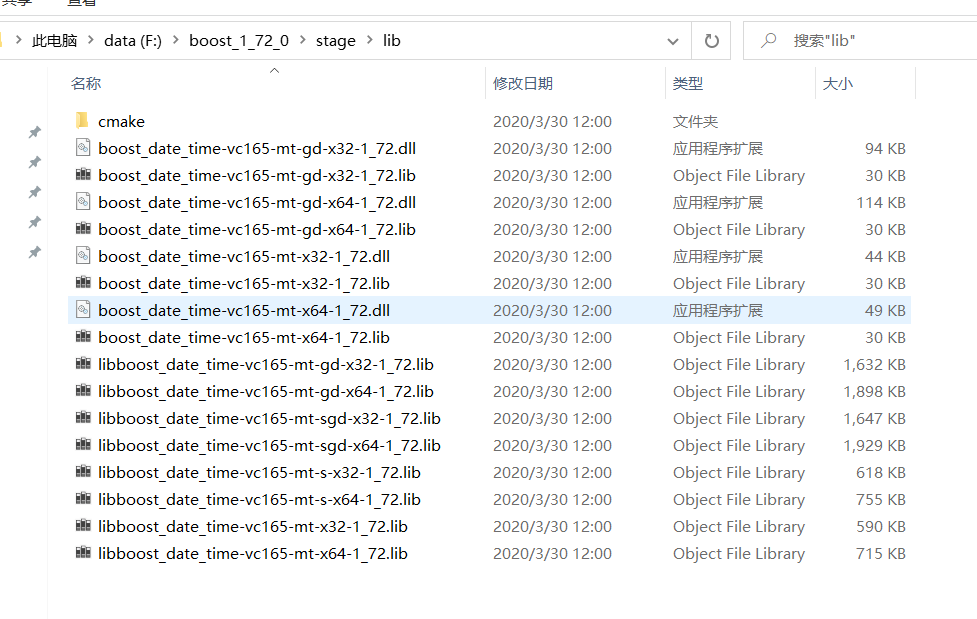 共享 查看
此电脑 > data (F:) > boost_1_72_0 > stage > lib 搜索"lib"
名称 修改日期 类型 大小
cmake 2020/3/30 12:00 文件夹
boost_date_time-vc165-mt-gd-x32-1_72.dll 2020/3/30 12:00 应用程序扩展 94 KB
boost_date_time-vc165-mt-gd-x32-1_72.lib 2020/3/30 12:00 Object File Library 30 KB
boost_date_time-vc165-mt-gd-x64-1_72.dll 2020/3/30 12:00 应用程序扩展 114 KB
boost_date_time-vc165-mt-gd-x64-1_72.lib 2020/3/30 12:00 Object File Library 30 KB
boost_date_time-vc165-mt-x32-1_72.dll 2020/3/30 12:00 应用程序扩展 44 KB
boost_date_time-vc165-mt-x32-1_72.lib 2020/3/30 12:00 Object File Library 30 KB
boost_date_time-vc165-mt-x64-1_72.dll 2020/3/30 12:00 应用程序扩展 49 KB
boost_date_time-vc165-mt-x64-1_72.lib 2020/3/30 12:00 Object File Library 30 KB
libboost_date_time-vc165-mt-gd-x32-1_72.lib 2020/3/30 12:00 Object File Library 1,632 KB
libboost_date_time-vc165-mt-gd-x64-1_72.lib 2020/3/30 12:00 Object File Library 1,898 KB
libboost_date_time-vc165-mt-sgd-x32-1_72.lib 2020/3/30 12:00 Object File Library 1,647 KB
libboost_date_time-vc165-mt-sgd-x64-1_72.lib 2020/3/30 12:00 Object File Library 1,929 KB
libboost_date_time-vc165-mt-s-x32-1_72.lib 2020/3/30 12:00 Object File Library 618 KB
libboost_date_time-vc165-mt-s-x64-1_72.lib 2020/3/30 12:00 Object File Library 755 KB
libboost_date_time-vc165-mt-x32-1_72.lib 2020/3/30 12:00 Object File Library 590 KB
libboost_date_time-vc165-mt-x64-1_72.lib 2020/3/30 12:00 Object File Library 715 KB